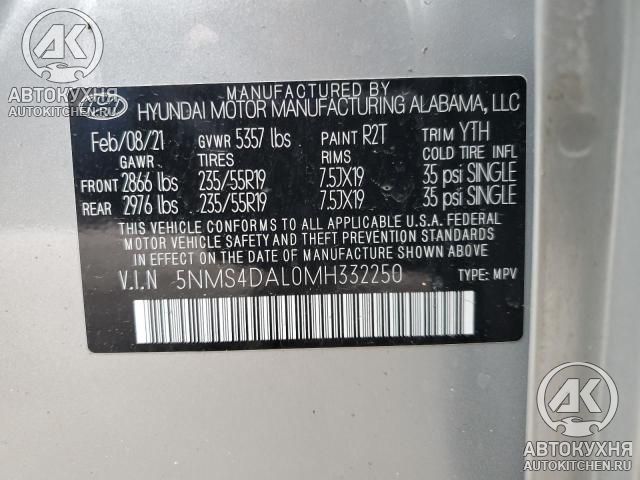 MANUFACTURED BY
HYUNDAI MOTOR MANUFACTURING ALABAMA, LLC
Feb/08/21 GVWR 5357 lbs PAINT R2T TRIM YTH
GAWR TIRES RIMS COLD TIRE INFL
FRONT 2866 lbs 235/55R19 7.5JX19 35 psi SINGLE
REAR 2976 lbs 235/55R19 7.5JX19 35 psi SINGLE
THIS VEHICLE CONFORMS TO ALL APPLICABLE U.S.A. FEDERAL
MOTOR VEHICLE SAFETY, BUMPER, AND THEFT PREVENTION STANDARDS
IN EFFECT ON THE DATE OF MANUFACTURE SHOWN ABOVE
V.I.N 5NMS4DAL0MH332250 TYPE: MPV
АК
АВТОКУХНЯ
AUTOKITCHEN.RU
АК
АВТОКУХНЯ
AUTOKITCHEN.RU